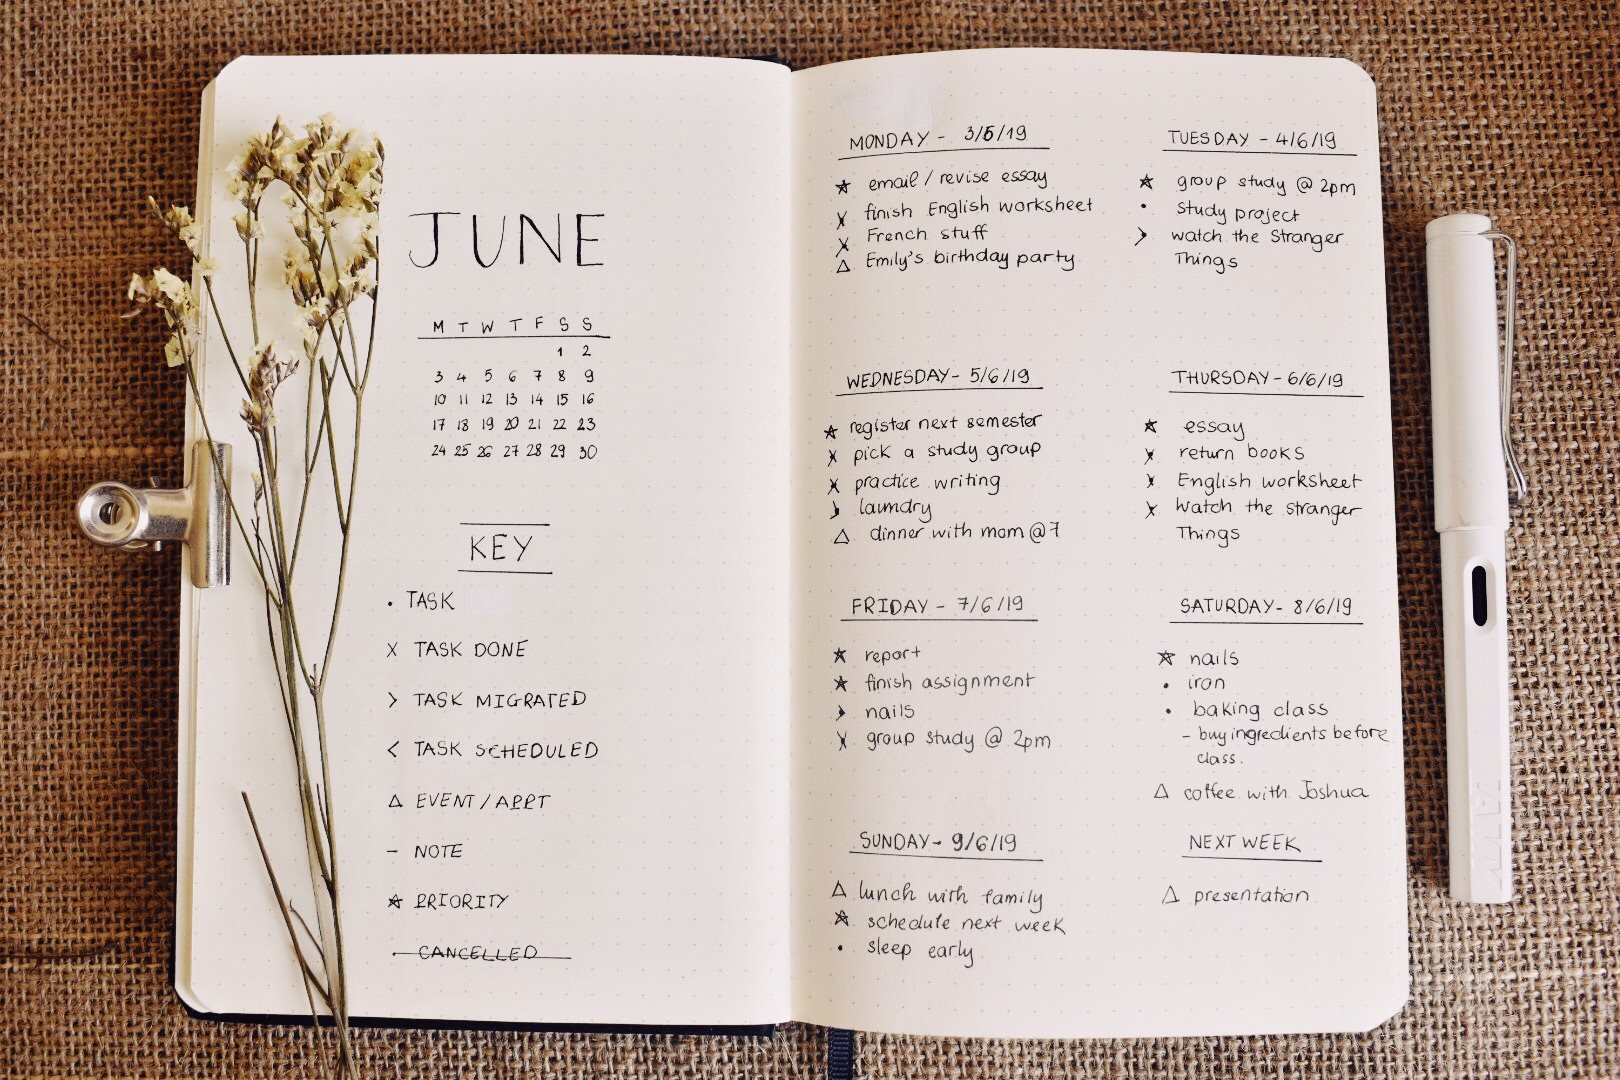 JUNE
M T W T F S S
1 2
3 4 5 6 7 8 9
10 11 12 13 14 15 16
17 18 19 20 21 22 23
24 25 26 27 28 29 30
KEY
• TASK
X TASK DONE
> TASK MIGRATED
< TASK SCHEDULED
△ EVENT / APPT
– NOTE
☆ PRIORITY
• CANCELLED
MONDAY - 3/6/19
☆ email / revise essay
X finish English worksheet
X French stuff
△ Emily's birthday party
TUESDAY - 4/6/19
☆ group study @ 2pm
• study project
> watch the Stranger
Things
WEDNESDAY - 5/6/19
☆ register next semester
X pick a study group
X practice writing
> laundry
△ dinner with mom @ 7
THURSDAY - 6/6/19
☆ essay
X return books
X English worksheet
X watch the stranger
Things
FRIDAY - 7/6/19
☆ report
☆ finish assignment
> nails
X group study @ 2pm
SATURDAY - 8/6/19
☆ nails
• iron
• baking class
- buy ingredients before
class.
△ coffee with Joshua
SUNDAY - 9/6/19
△ lunch with family
☆ schedule next week
• sleep early
NEXT WEEK
△ presentation
LAMY